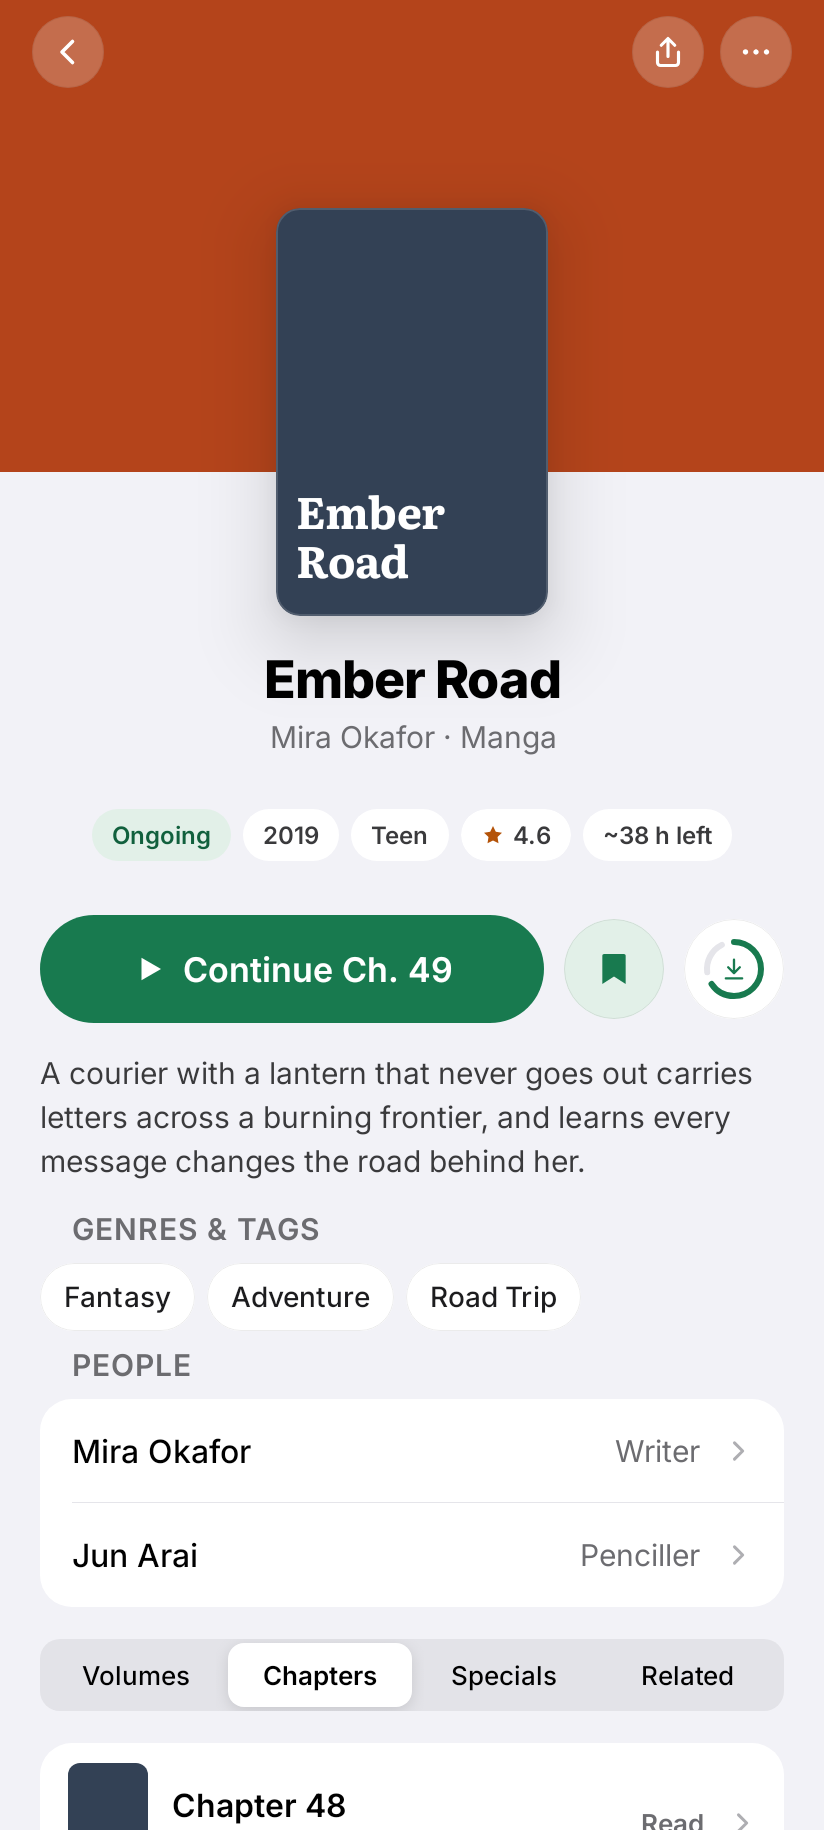 Ember
Road
Ember Road
Mira Okafor · Manga
Ongoing 2019 Teen ★ 4.6 ~38 h left
Continue Ch. 49
A courier with a lantern that never goes out carries
letters across a burning frontier, and learns every
message changes the road behind her.
GENRES & TAGS
Fantasy Adventure Road Trip
PEOPLE
Mira Okafor Writer
Jun Arai Penciller
Volumes Chapters Specials Related
Chapter 48
Read